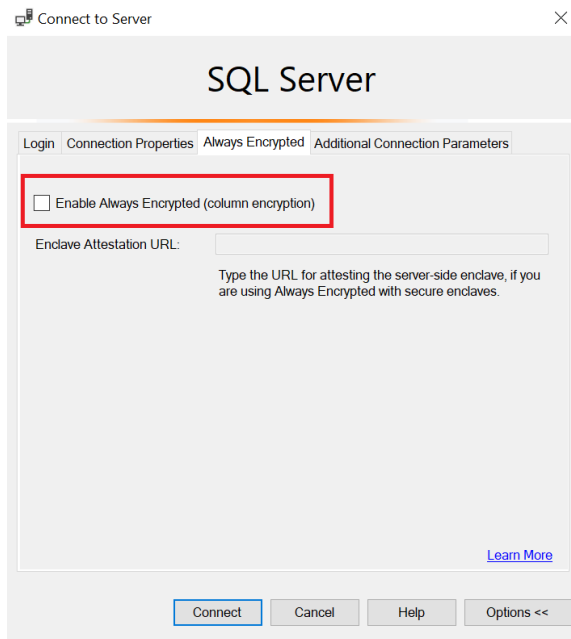 Connect to Server
SQL Server
Login Connection Properties Always Encrypted Additional Connection Parameters
Enable Always Encrypted (column encryption)
Enclave Attestation URL:
Type the URL for attesting the server-side enclave, if you
are using Always Encrypted with secure enclaves.
Learn More
Connect Cancel Help Options <<